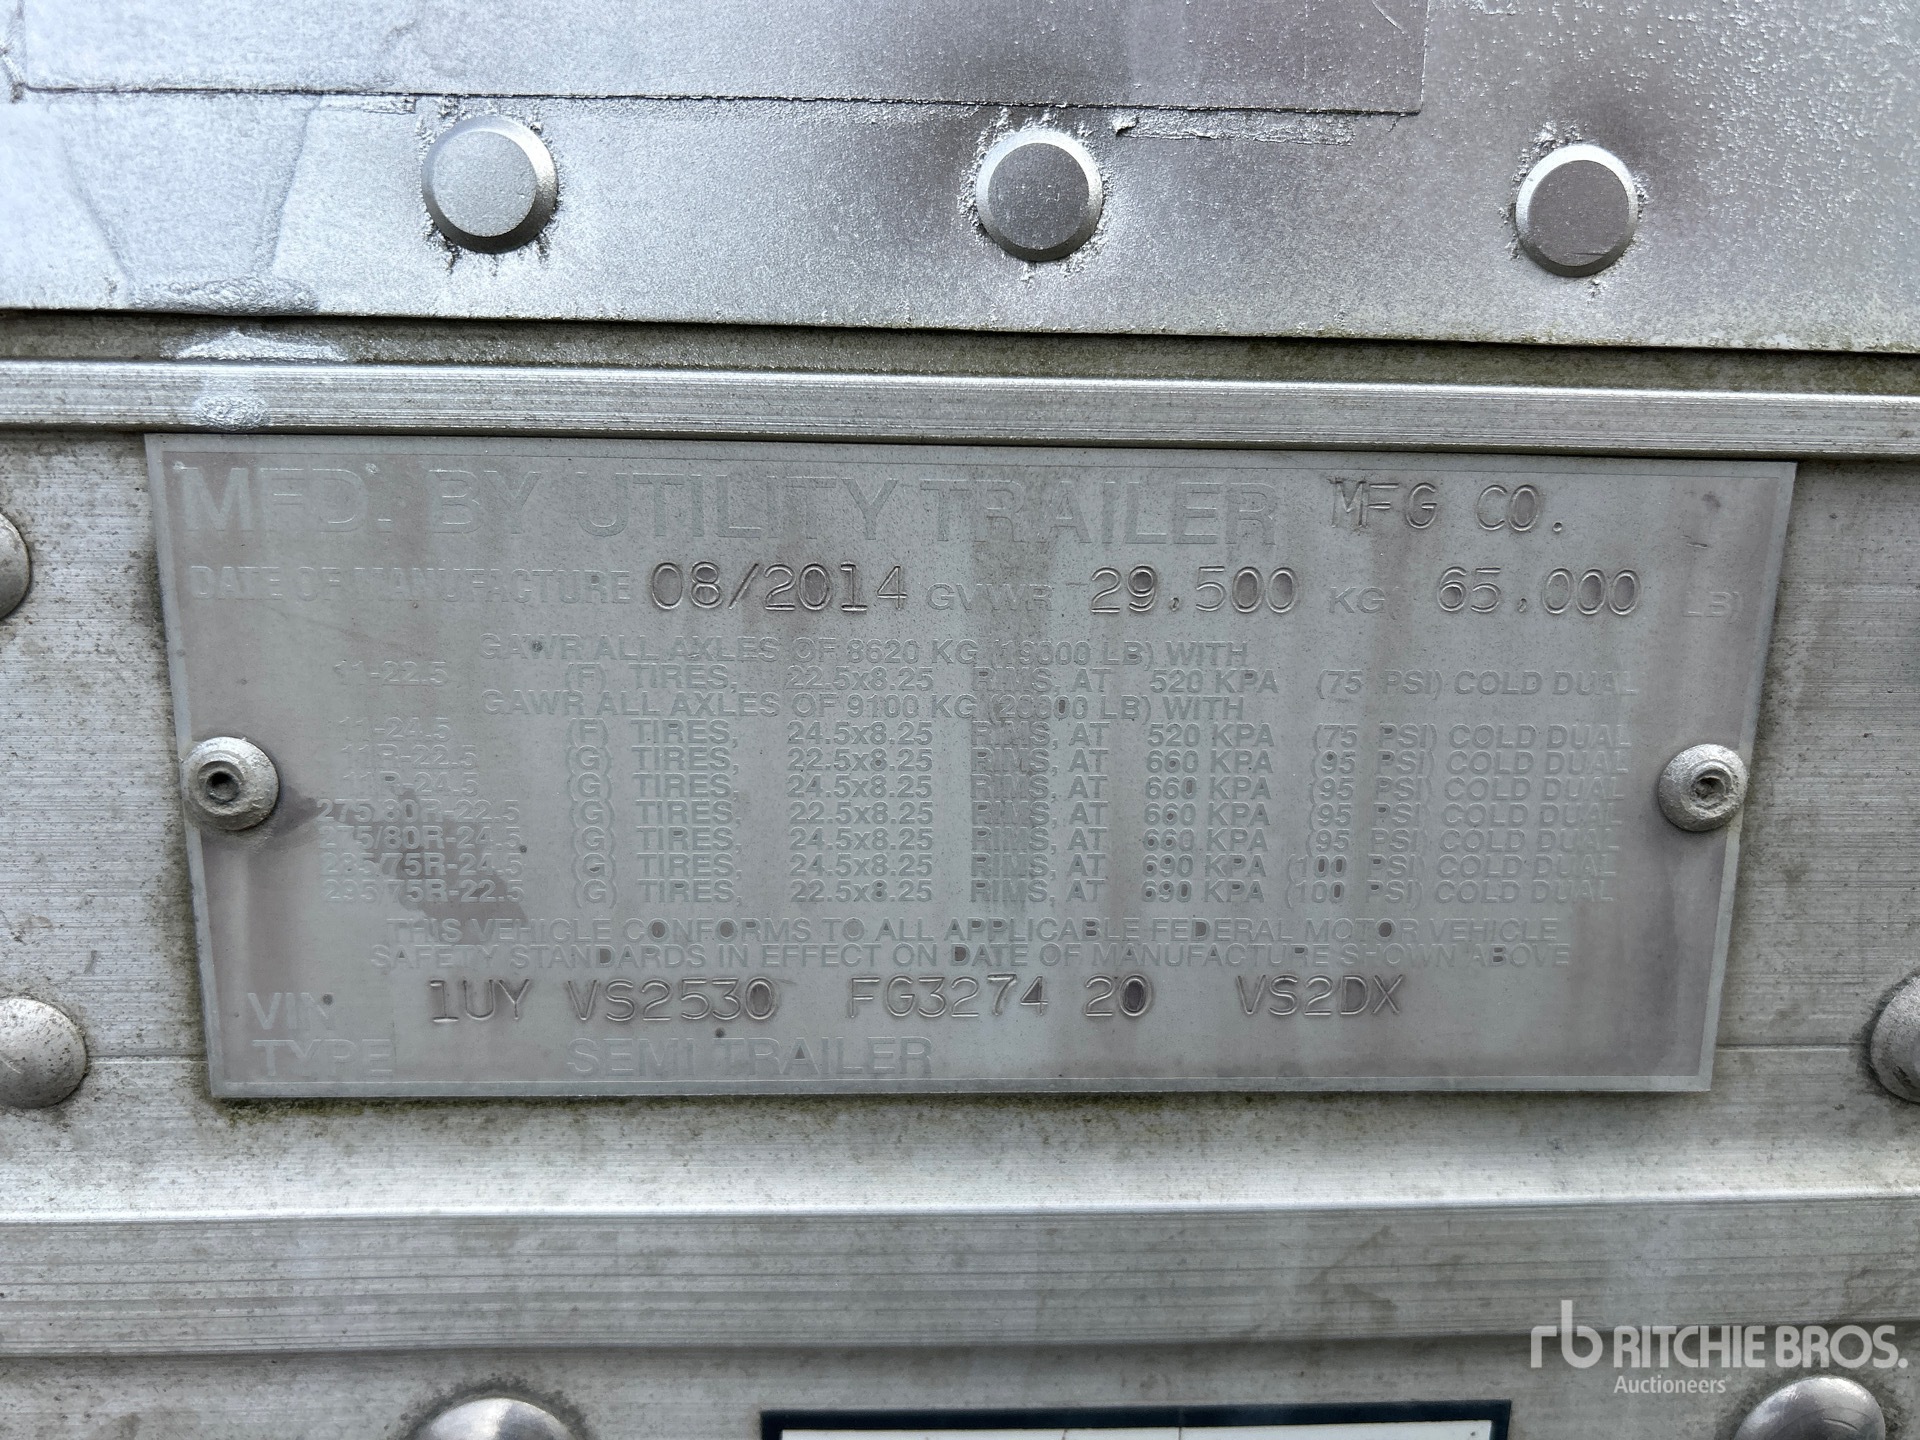 MFD. BY UTILITY TRAILER MFG CO.
DATE OF MANUFACTURE 08/2014 GVWR 29,500 KG 65,000 LB)
GAWR ALL AXLES OF 8620 KG (19000 LB) WITH
11-22.5 (F) TIRES, 22.5x8.25 RIMS, AT 520 KPA (75 PSI) COLD DUAL
GAWR ALL AXLES OF 9100 KG (20000 LB) WITH
11-24.5 (F) TIRES, 24.5x8.25 RIMS, AT 520 KPA (75 PSI) COLD DUAL
11R-22.5 (G) TIRES, 22.5x8.25 RIMS, AT 660 KPA (95 PSI) COLD DUAL
11R-24.5 (G) TIRES, 24.5x8.25 RIMS, AT 660 KPA (95 PSI) COLD DUAL
275/80R-22.5 (G) TIRES, 22.5x8.25 RIMS, AT 660 KPA (95 PSI) COLD DUAL
275/80R-24.5 (G) TIRES, 24.5x8.25 RIMS, AT 660 KPA (95 PSI) COLD DUAL
285/75R-24.5 (G) TIRES, 24.5x8.25 RIMS, AT 690 KPA (100 PSI) COLD DUAL
295/75R-22.5 (G) TIRES, 22.5x8.25 RIMS, AT 690 KPA (100 PSI) COLD DUAL
THIS VEHICLE CONFORMS TO ALL APPLICABLE FEDERAL MOTOR VEHICLE
SAFETY STANDARDS IN EFFECT ON DATE OF MANUFACTURE SHOWN ABOVE
VIN 1UY VS2530 FG3274 20 VS2DX
TYPE SEMI TRAILER
rb RITCHIE BROS.
Auctioneers